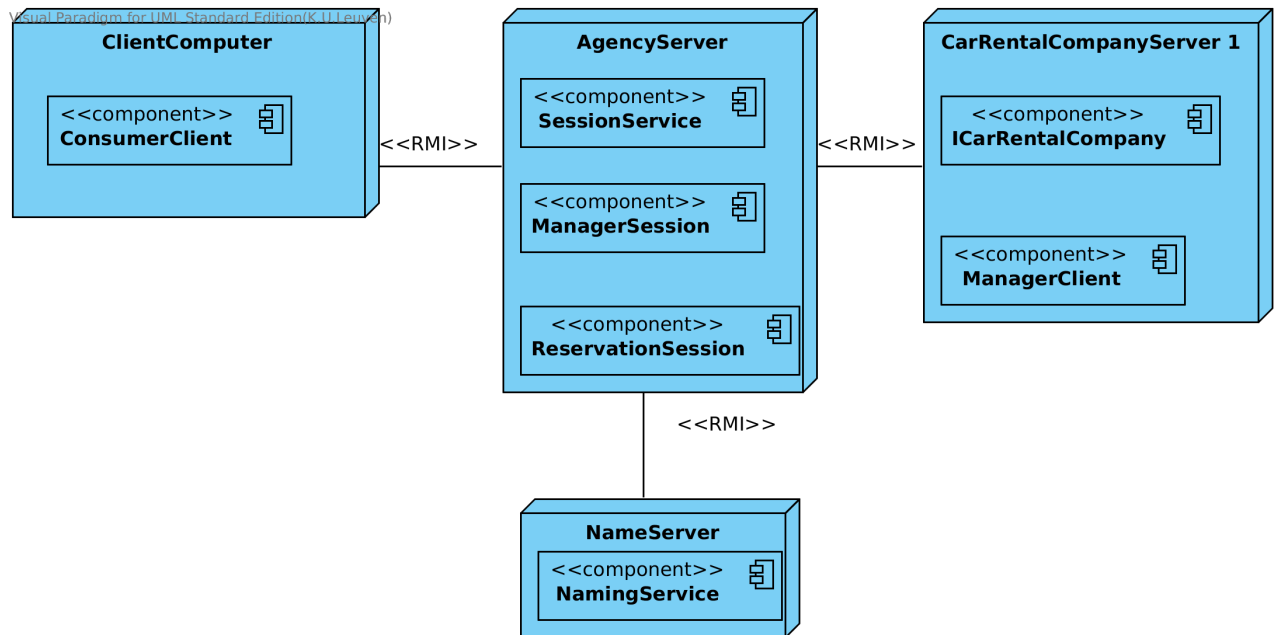 Visual Paradigm for UML Standard Edition(K.U.Leuven)
ClientComputer
<<component>>
ConsumerClient
<<RMI>>
AgencyServer
<<component>>
SessionService
<<component>>
ManagerSession
<<component>>
ReservationSession
<<RMI>>
CarRentalCompanyServer 1
<<component>>
ICarRentalCompany
<<component>>
ManagerClient
<<RMI>>
NameServer
<<component>>
NamingService